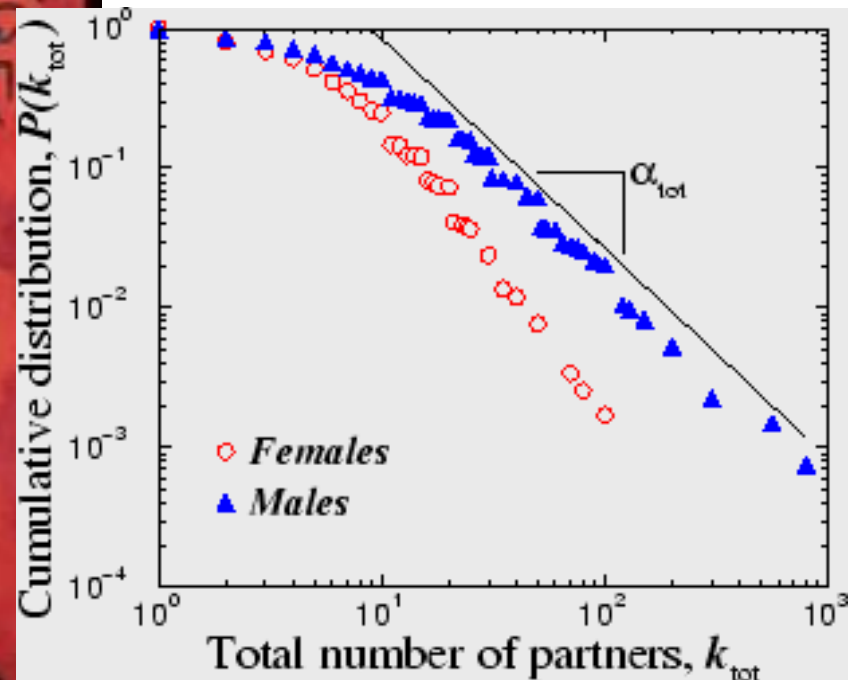 Cumulative distribution, P(k_tot)
10^0
10^-1
10^-2
10^-3
10^-4
α_tot
Females
Males
10^0 10^1 10^2 10^3
Total number of partners, k_tot